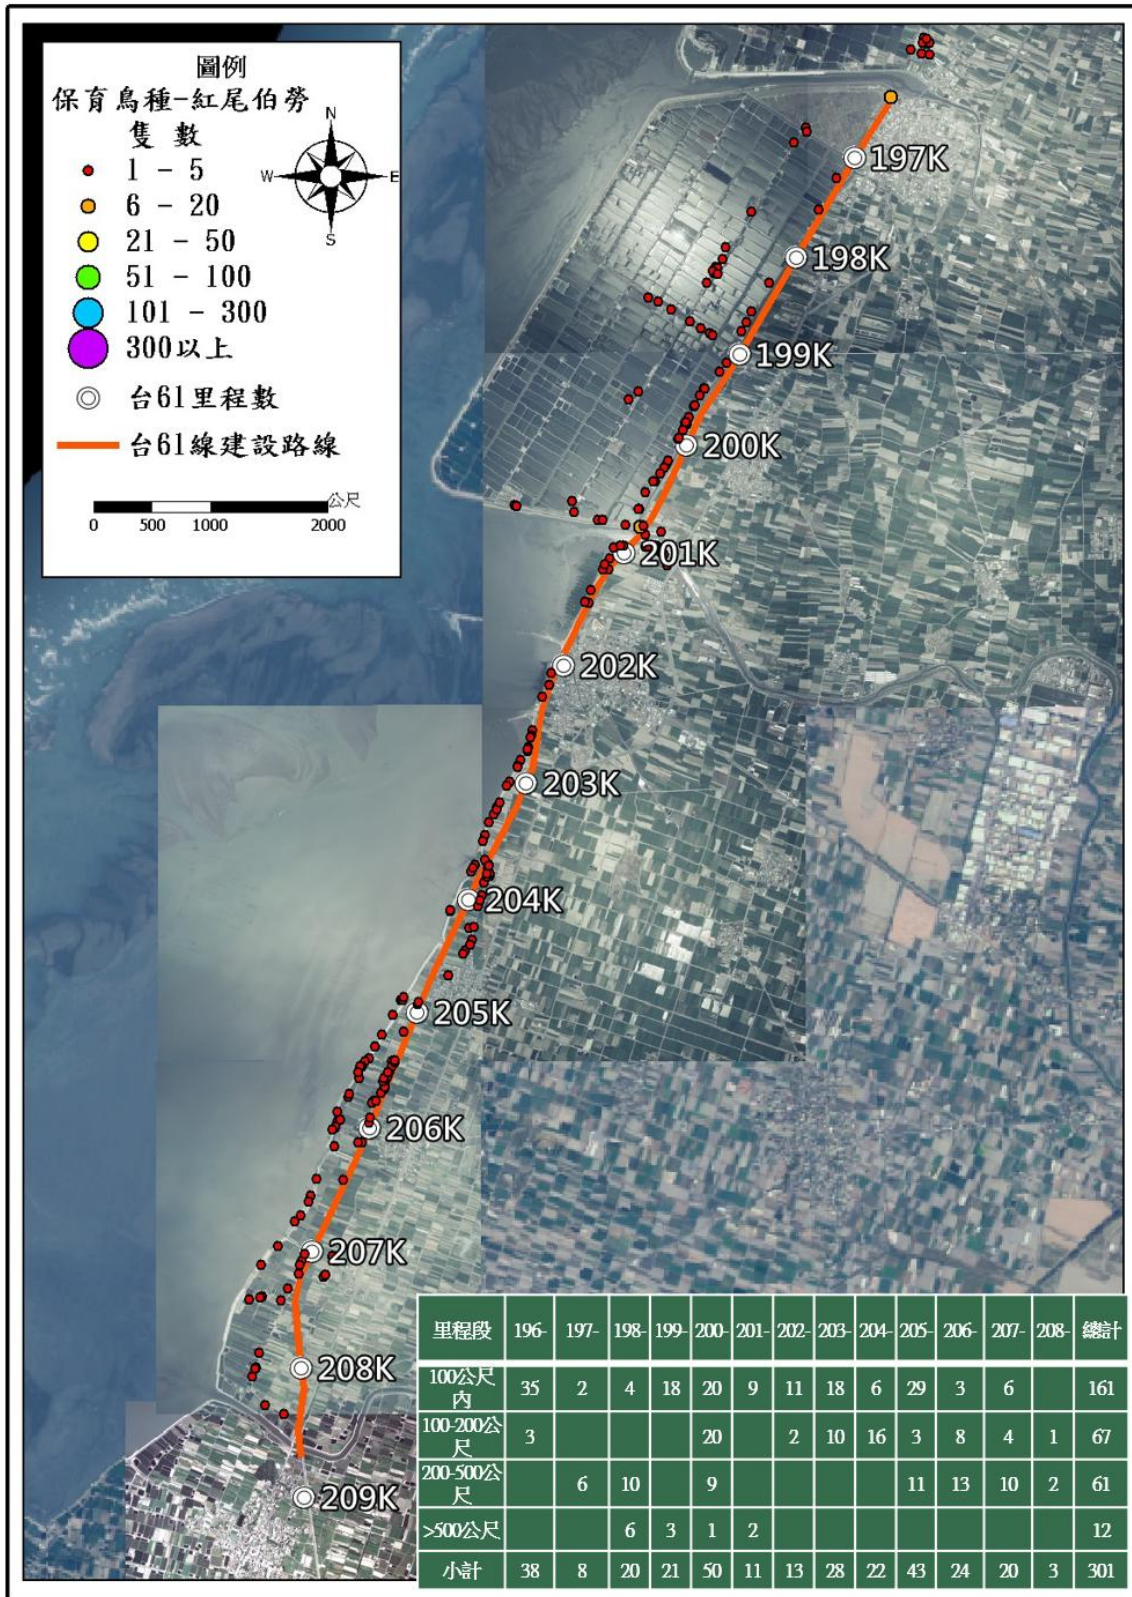 圖例
保育鳥種-紅尾伯勞
隻 數
1 - 5
6 - 20
21 - 50
51 - 100
101 - 300
300以上
台61里程數
台61線建設路線
N
W
E
S
公尺
0 500 1000 2000
197K
198K
199K
200K
201K
202K
203K
204K
205K
206K
207K
208K
209K
里程段 196- 197- 198- 199- 200- 201- 202- 203- 204- 205- 206- 207- 208- 總計
100公尺內 35 2 4 18 20 9 11 18 6 29 3 6 161
100-200公尺 3 20 2 10 16 3 8 4 1 67
200-500公尺 6 10 9 11 13 10 2 61
>500公尺 6 3 1 2 12
小計 38 8 20 21 50 11 13 28 22 43 24 20 3 301